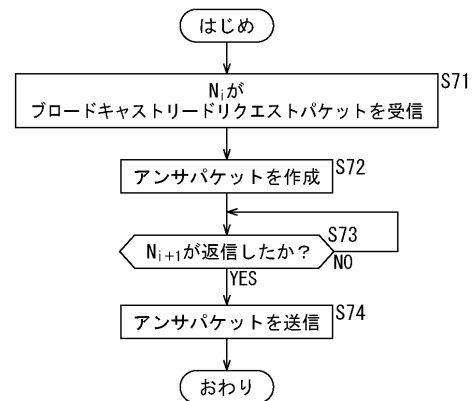 はじめ
S71
Niが
ブロードキャストリードリクエストパケットを受信
S72
アンサパケットを作成
S73
Ni+1が返信したか？
NO
YES
S74
アンサパケットを送信
おわり